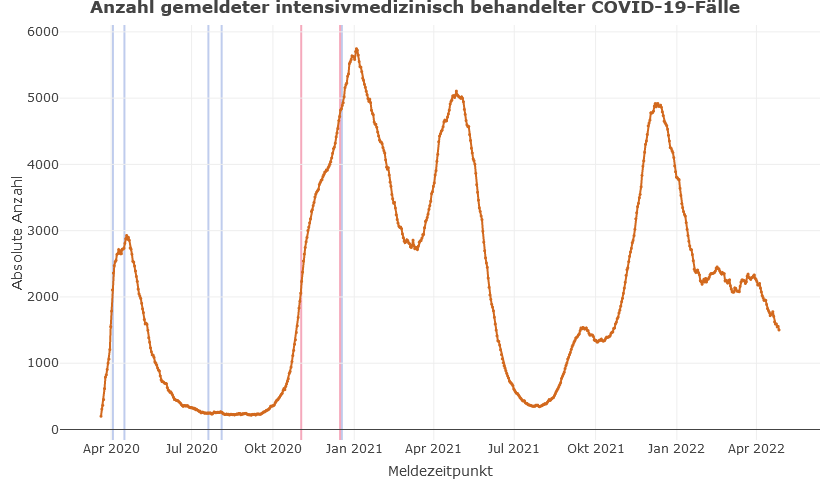 Anzahl gemeldeter intensivmedizinisch behandelter COVID-19-Fälle
6000
5000
4000
3000
2000
1000
0
Absolute Anzahl
Apr 2020 Jul 2020 Okt 2020 Jan 2021 Apr 2021 Jul 2021 Okt 2021 Jan 2022 Apr 2022
Meldezeitpunkt